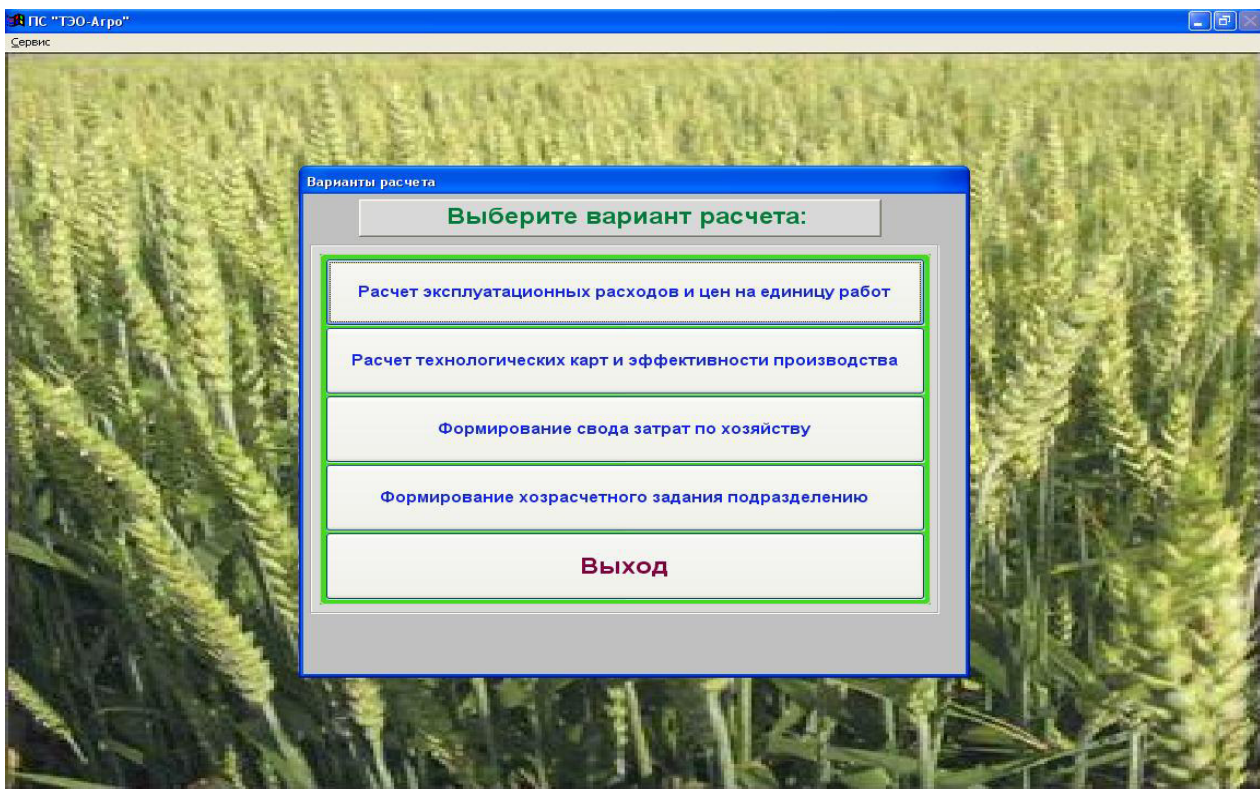 ПС "ТЭО-Агро"
Сервис
Варианты расчета
Выберите вариант расчета:
Расчет эксплуатационных расходов и цен на единицу работ
Расчет технологических карт и эффективности производства
Формирование свода затрат по хозяйству
Формирование хозрасчетного задания подразделению
Выход